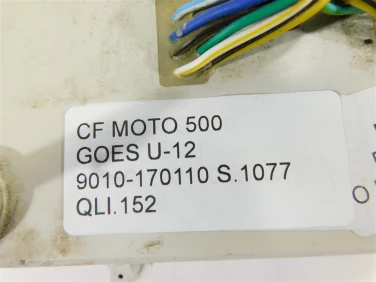 CF MOTO 500
GOES U-12
9010-170110 S.1077
QLI.152